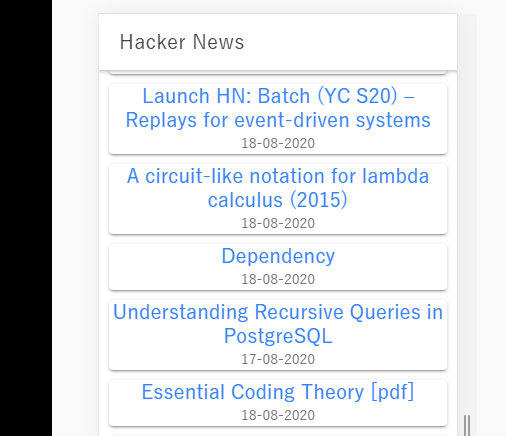 Hacker News
Launch HN: Batch (YC S20) –
Replays for event-driven systems
18-08-2020
A circuit-like notation for lambda
calculus (2015)
18-08-2020
Dependency
18-08-2020
Understanding Recursive Queries in
PostgreSQL
17-08-2020
Essential Coding Theory [pdf]
18-08-2020